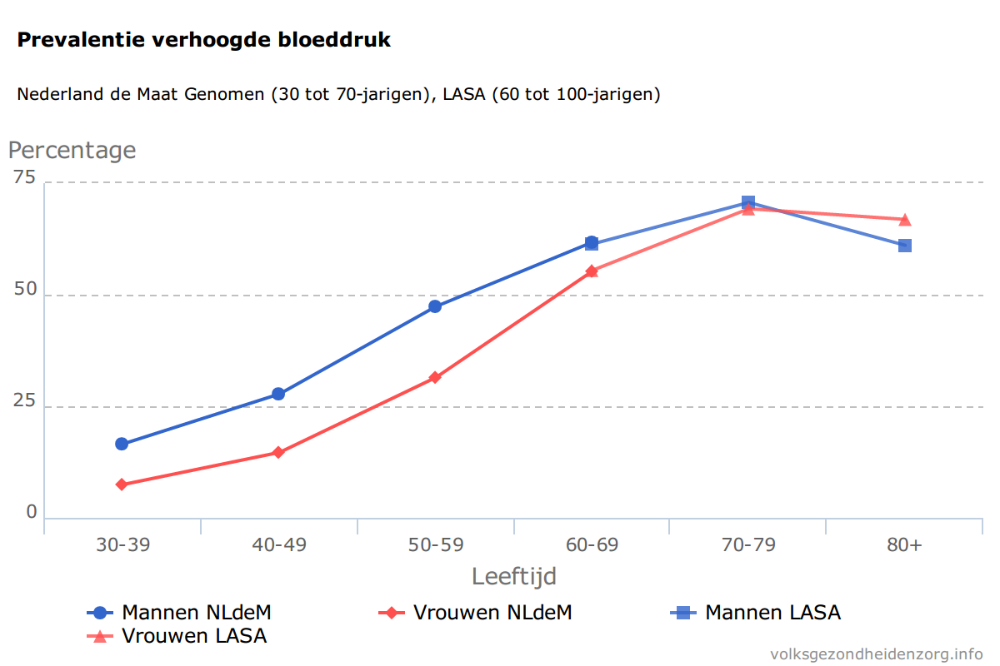 Prevalentie verhoogde bloeddruk
Nederland de Maat Genomen (30 tot 70-jarigen), LASA (60 tot 100-jarigen)
Percentage
75
50
25
0
30-39 40-49 50-59 60-69 70-79 80+
Leeftijd
Mannen NLdeM Vrouwen NLdeM Mannen LASA
Vrouwen LASA
volksgezondheidenzorg.info